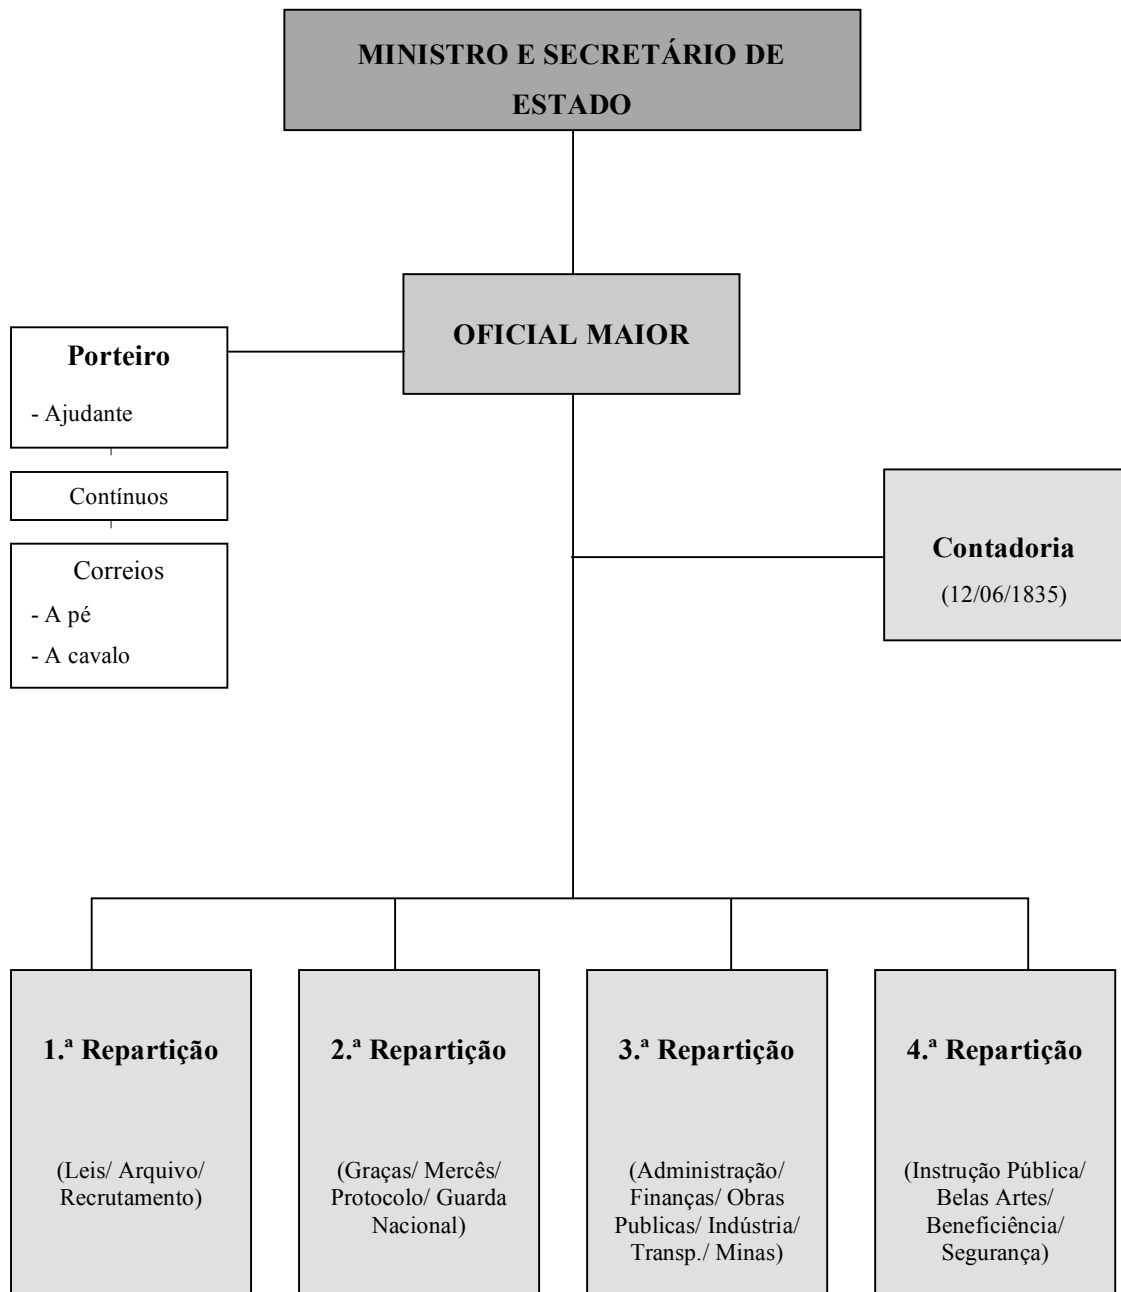 MINISTRO E SECRETÁRIO DE
ESTADO
OFICIAL MAIOR
Porteiro
- Ajudante
Contínuos
Correios
- A pé
- A cavalo
Contadoria
(12/06/1835)
1.ª Repartição
(Leis/ Arquivo/
Recrutamento)
2.ª Repartição
(Graças/ Mercês/
Protocolo/ Guarda
Nacional)
3.ª Repartição
(Administração/
Finanças/ Obras
Publicas/ Indústria/
Transp./ Minas)
4.ª Repartição
(Instrução Pública/
Belas Artes/
Beneficiência/
Segurança)